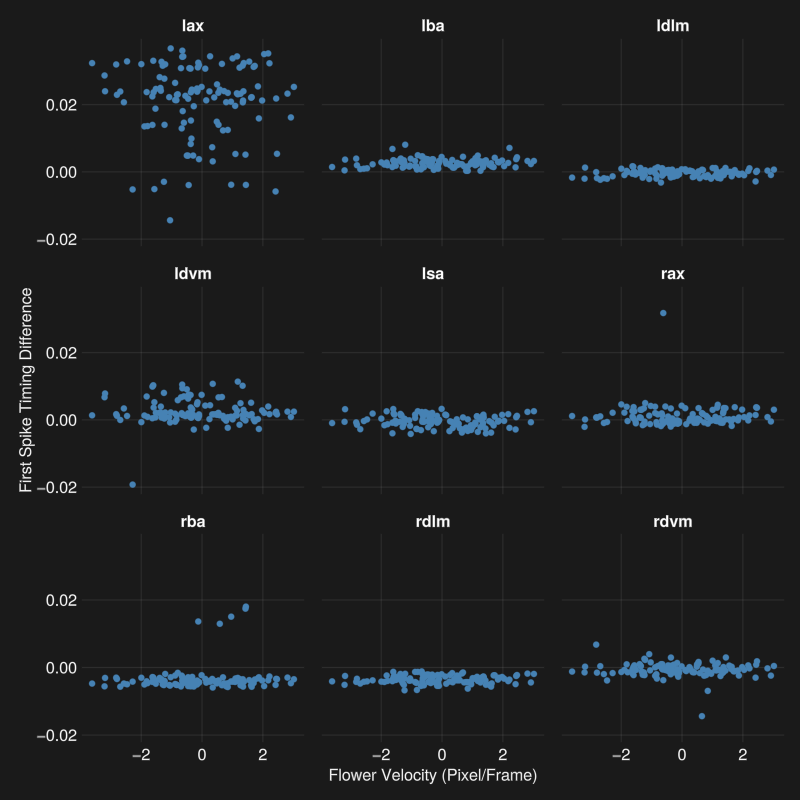 lax lba ldlm
0.02
0.00
−0.02
ldvm lsa rax
0.02
0.00
−0.02
rba rdlm rdvm
0.02
0.00
−0.02
−2 0 2 −2 0 2 −2 0 2
Flower Velocity (Pixel/Frame)
First Spike Timing Difference